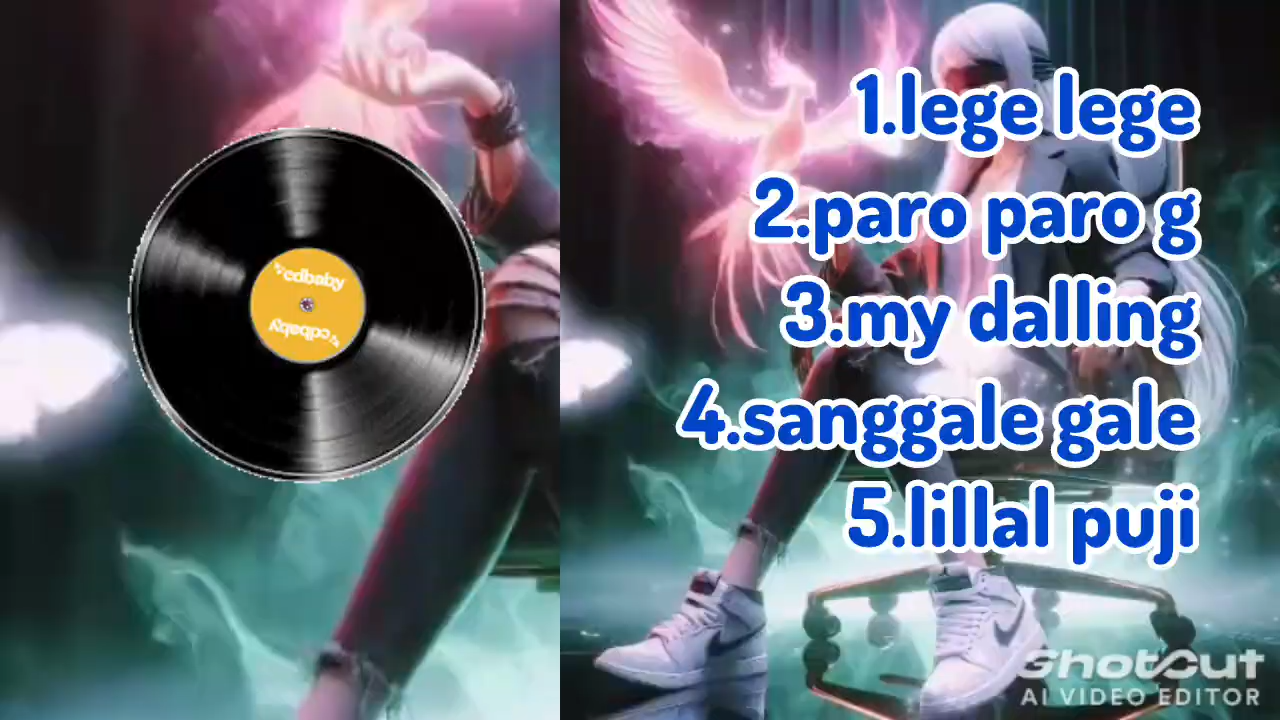 1.lege lege
2.paro paro g
3.my dalling
4.sanggale gale
5.lillal puji
cdbaby
cdbaby
ShotCut
AI VIDEO EDITOR